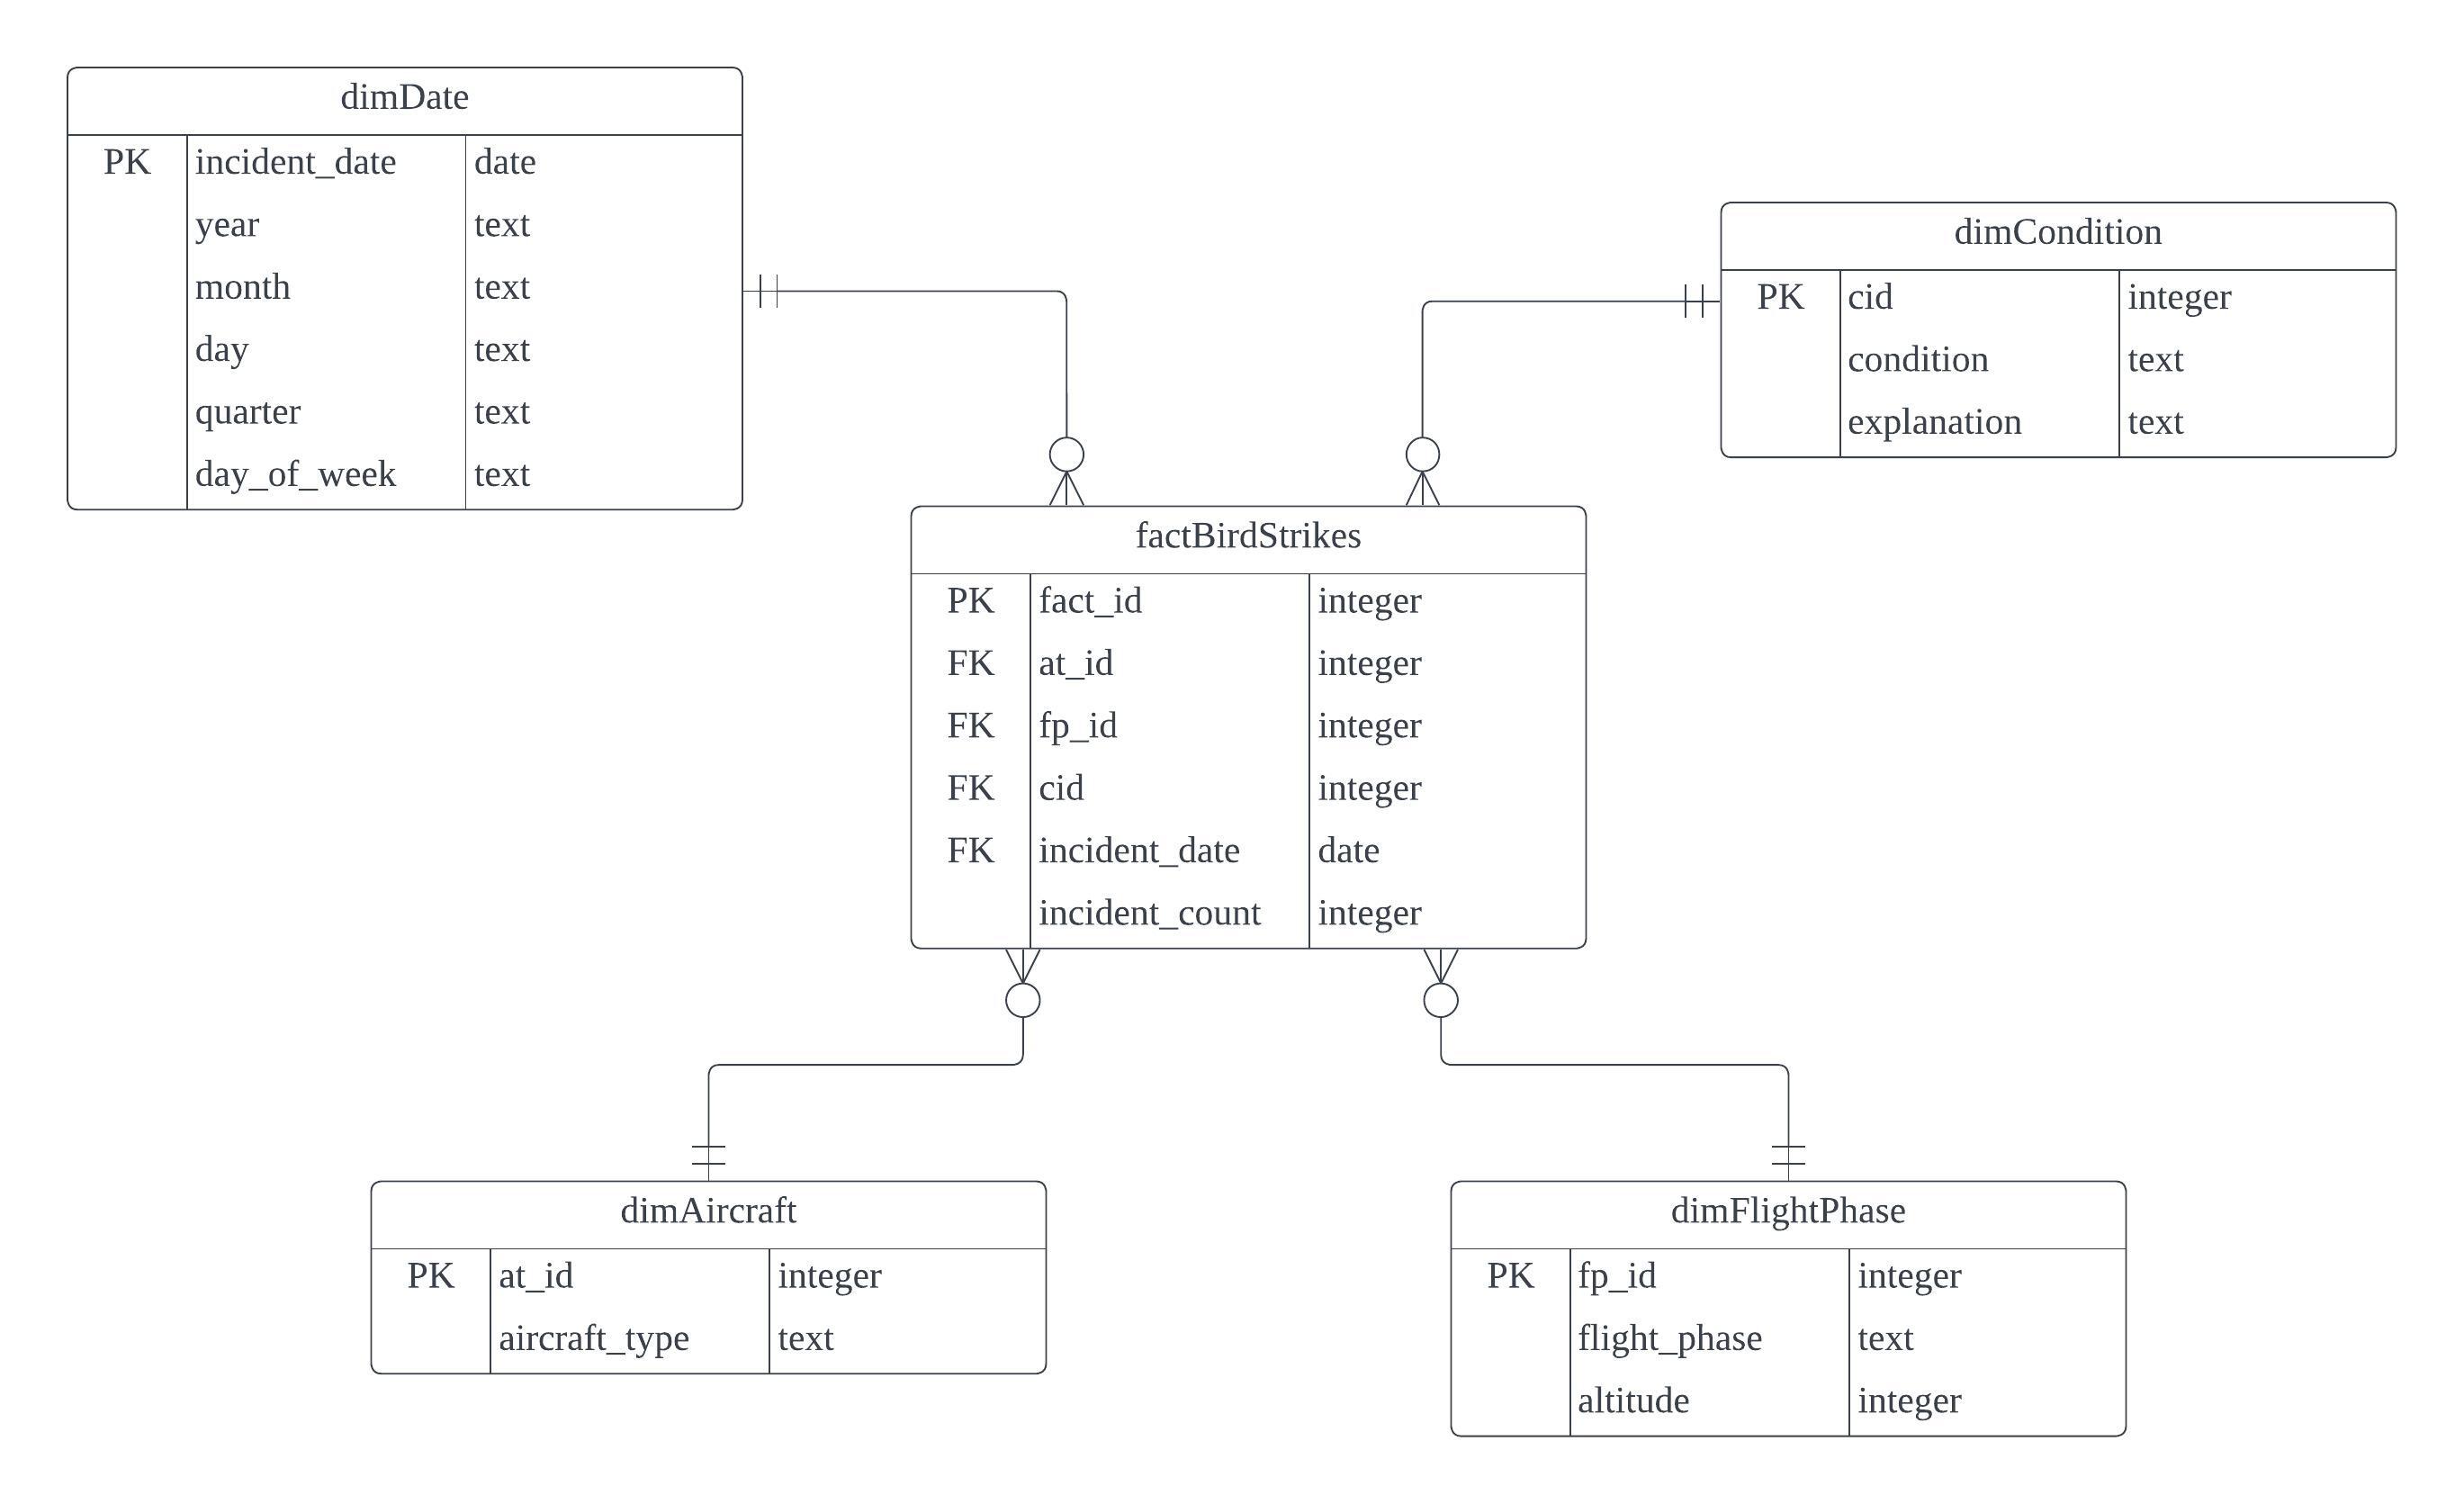 dimDate
PK incident_date date
year text
month text
day text
quarter text
day_of_week text
dimCondition
PK cid integer
condition text
explanation text
factBirdStrikes
PK fact_id integer
FK at_id integer
FK fp_id integer
FK cid integer
FK incident_date date
incident_count integer
dimAircraft
PK at_id integer
aircraft_type text
dimFlightPhase
PK fp_id integer
flight_phase text
altitude integer